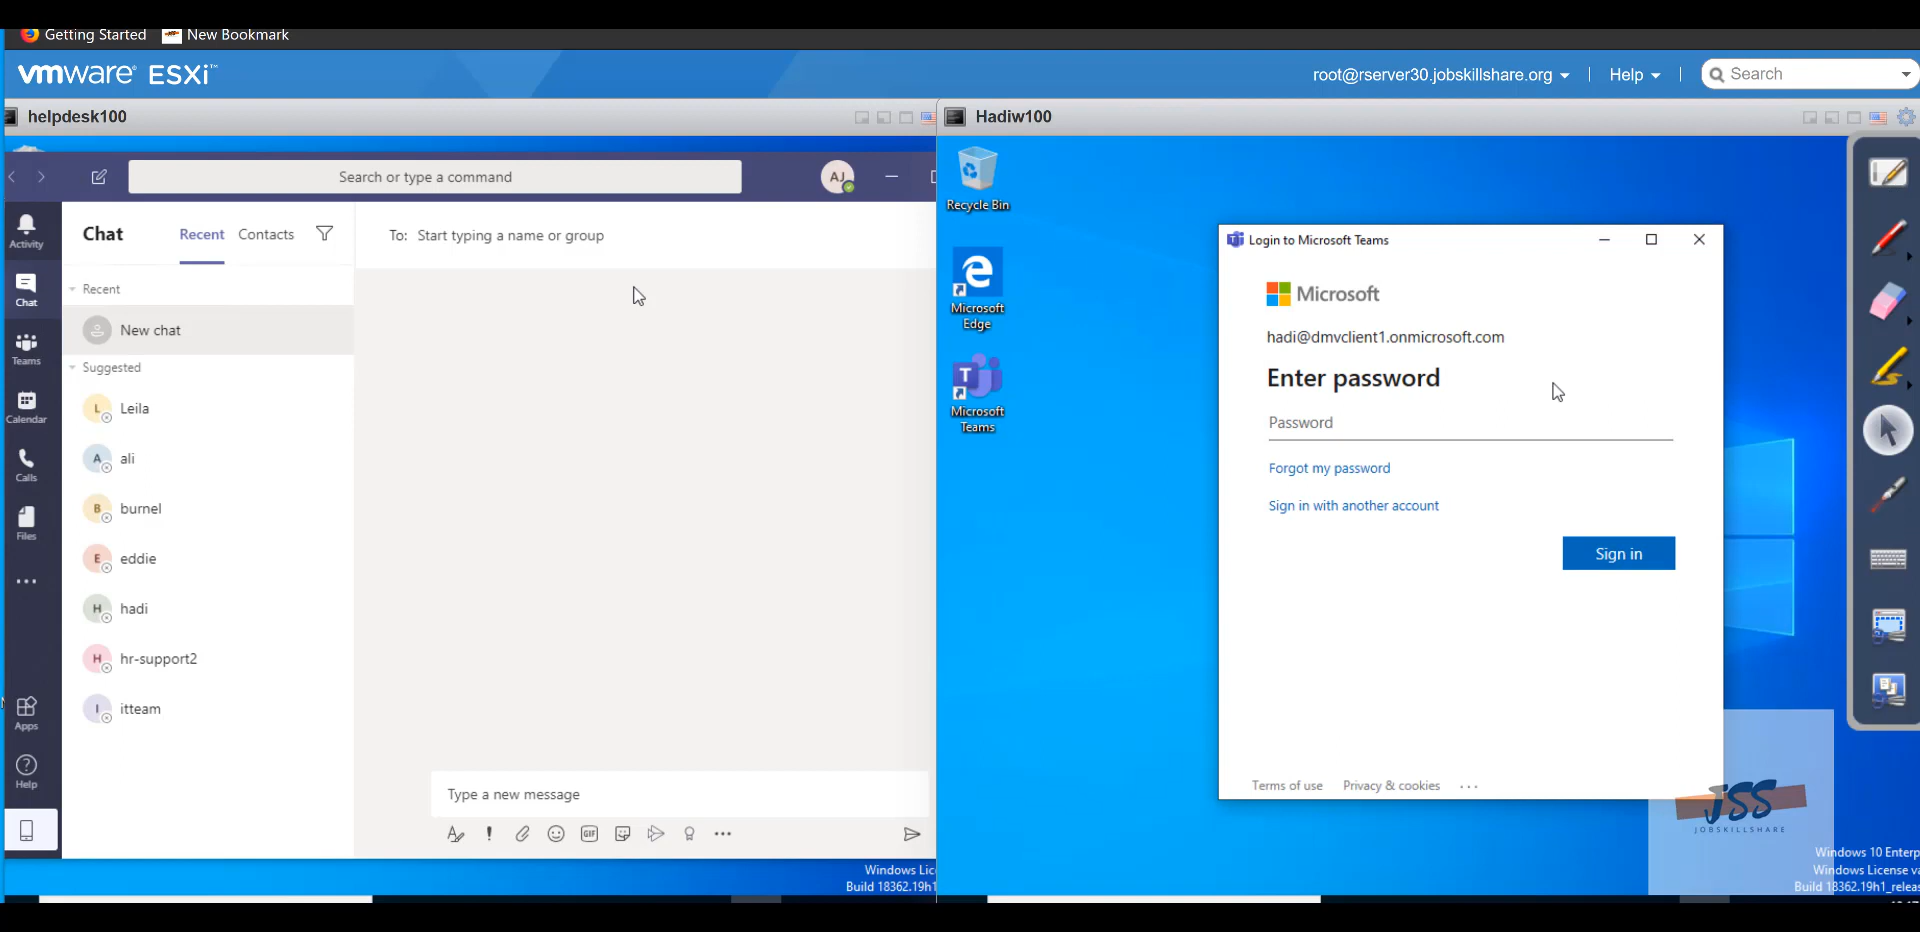 Getting Started
New Bookmark
vmware® ESXi™
root@rserver30.jobskillshare.org
Help
Search
helpdesk100
Search or type a command
AJ
Activity
Chat
Teams
Calendar
Calls
Files
Apps
Help
Chat
Recent
Contacts
Recent
New chat
Suggested
L
Leila
A
ali
B
burnel
E
eddie
H
hadi
H
hr-support2
I
itteam
To: Start typing a name or group
Type a new message
GIF
Windows Lic
Build 18362.19h1
Hadiw100
Recycle Bin
Microsoft
Edge
Microsoft
Teams
Login to Microsoft Teams
Microsoft
hadi@dmvclient1.onmicrosoft.com
Enter password
Password
Forgot my password
Sign in with another account
Sign in
Terms of use
Privacy & cookies
JSS
JOBSKILLSHARE
Windows 10 Enterp
Windows License va
Build 18362.19h1_releas